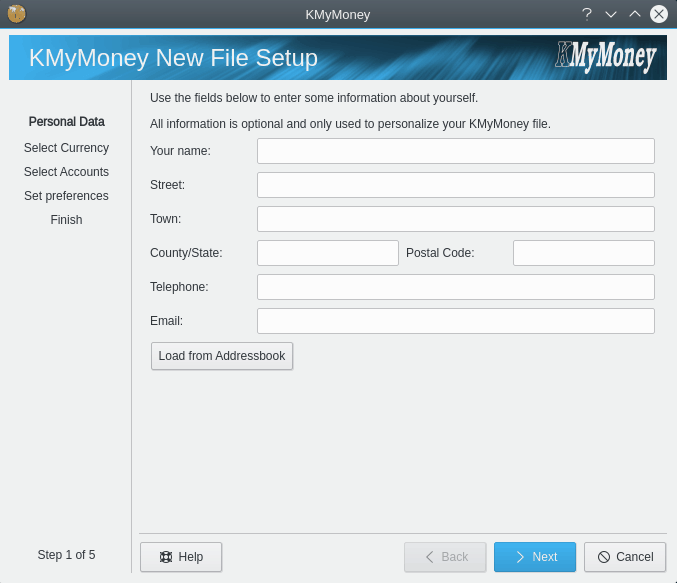 KMyMoney
KMyMoney New File Setup
KMyMoney
Personal Data
Select Currency
Select Accounts
Set preferences
Finish
Step 1 of 5
Use the fields below to enter some information about yourself.
All information is optional and only used to personalize your KMyMoney file.
Your name:
Street:
Town:
County/State: Postal Code:
Telephone:
Email:
Load from Addressbook
Help Back Next Cancel